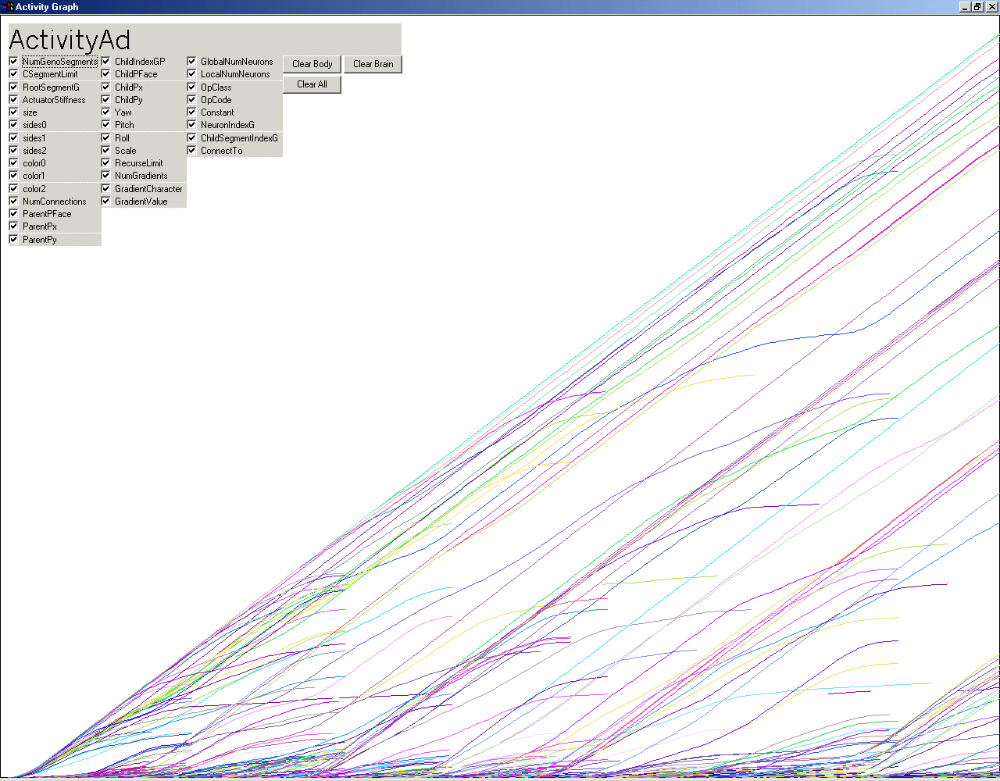 Activity Graph
ActivityAd
NumGenoSegments ChildIndexGP GlobalNumNeurons Clear Body Clear Brain
CSegmentLimit ChildPFace LocalNumNeurons
RootSegmentG ChildPx OpClass Clear All
ActuatorStiffness ChildPy OpCode
size Yaw Constant
sides0 Pitch NeuronIndexG
sides1 Roll ChildSegmentIndexG
sides2 Scale ConnectTo
color0 RecurseLimit
color1 NumGradients
color2 GradientCharacter
NumConnections GradientValue
ParentPFace
ParentPx
ParentPy